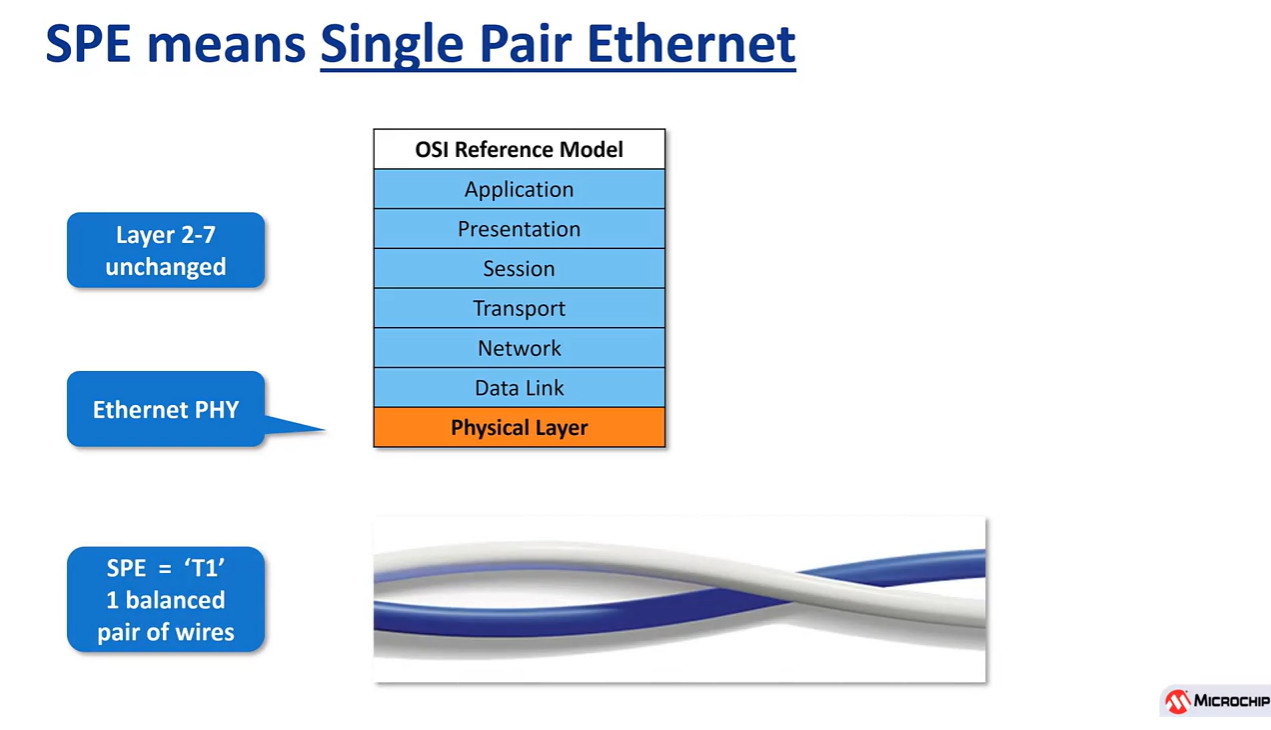 SPE means Single Pair Ethernet
OSI Reference Model
Application
Presentation
Session
Transport
Network
Data Link
Physical Layer
Layer 2-7
unchanged
Ethernet PHY
SPE = ‘T1’
1 balanced
pair of wires
MICROCHIP